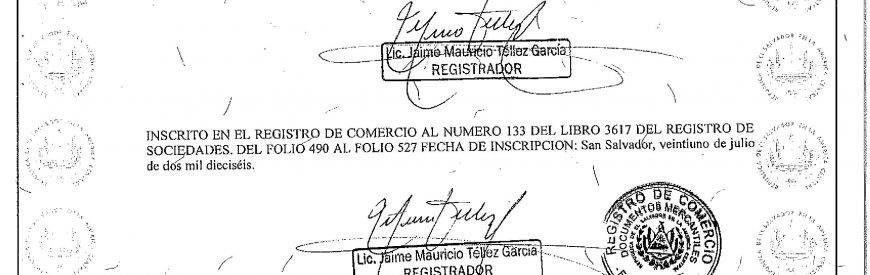 Lic. Jaime Mauricio Téllez García
REGISTRADOR
INSCRITO EN EL REGISTRO DE COMERCIO AL NUMERO 133 DEL LIBRO 3617 DEL REGISTRO DE
SOCIEDADES. DEL FOLIO 490 AL FOLIO 527 FECHA DE INSCRIPCION: San Salvador, veintiuno de julio
de dos mil dieciséis.
Lic. Jaime Mauricio Téllez García
REGISTRADOR
REGISTRO DE COMERCIO
DOCUMENTOS MERCANTILES